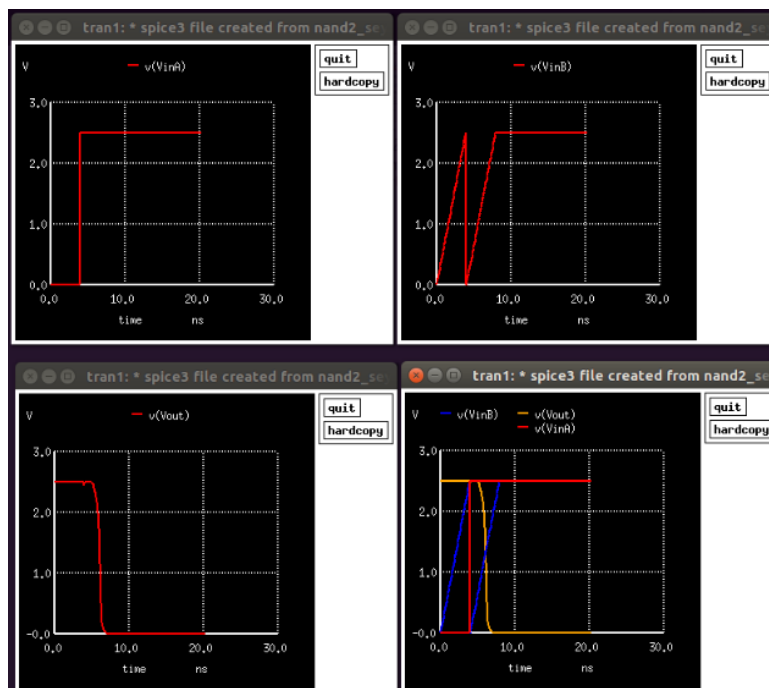 tran1: * spice3 file created from nand2_se
quit
hardcopy
V v(VinA)
3.0
2.0
1.0
0.0
0.0 10.0 20.0 30.0
time ns
tran1: * spice3 file created from nand2_se
quit
hardcopy
V v(VinB)
3.0
2.0
1.0
0.0
0.0 10.0 20.0 30.0
time ns
tran1: * spice3 file created from nand2_se
quit
hardcopy
V v(Vout)
3.0
2.0
1.0
-0.0
0.0 10.0 20.0 30.0
time ns
tran1: * spice3 file created from nand2_se
quit
hardcopy
V v(VinB) v(Vout)
v(VinA)
3.0
2.0
1.0
-0.0
0.0 10.0 20.0 30.0
time ns